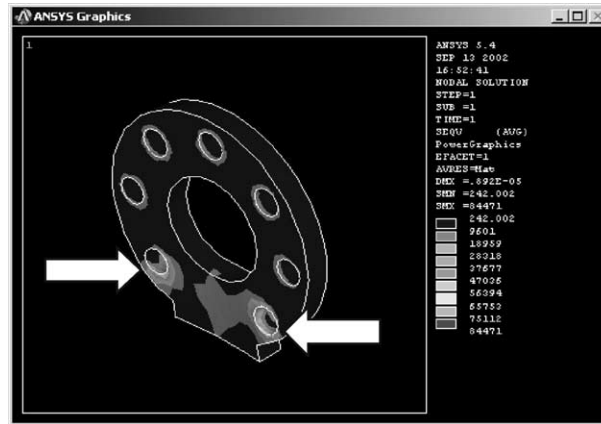 ANSYS Graphics
1
ANSYS 5.4
SEP 13 2002
16:52:41
NODAL SOLUTION
STEP=1
SUB =1
TIME=1
SEQV (AVG)
PowerGraphics
EFACET=1
AVRES=Mat
DMX =.892E-05
SMN =242.002
SMX =84471
242.002
9601
18959
28318
37677
47035
56394
65753
75112
84471